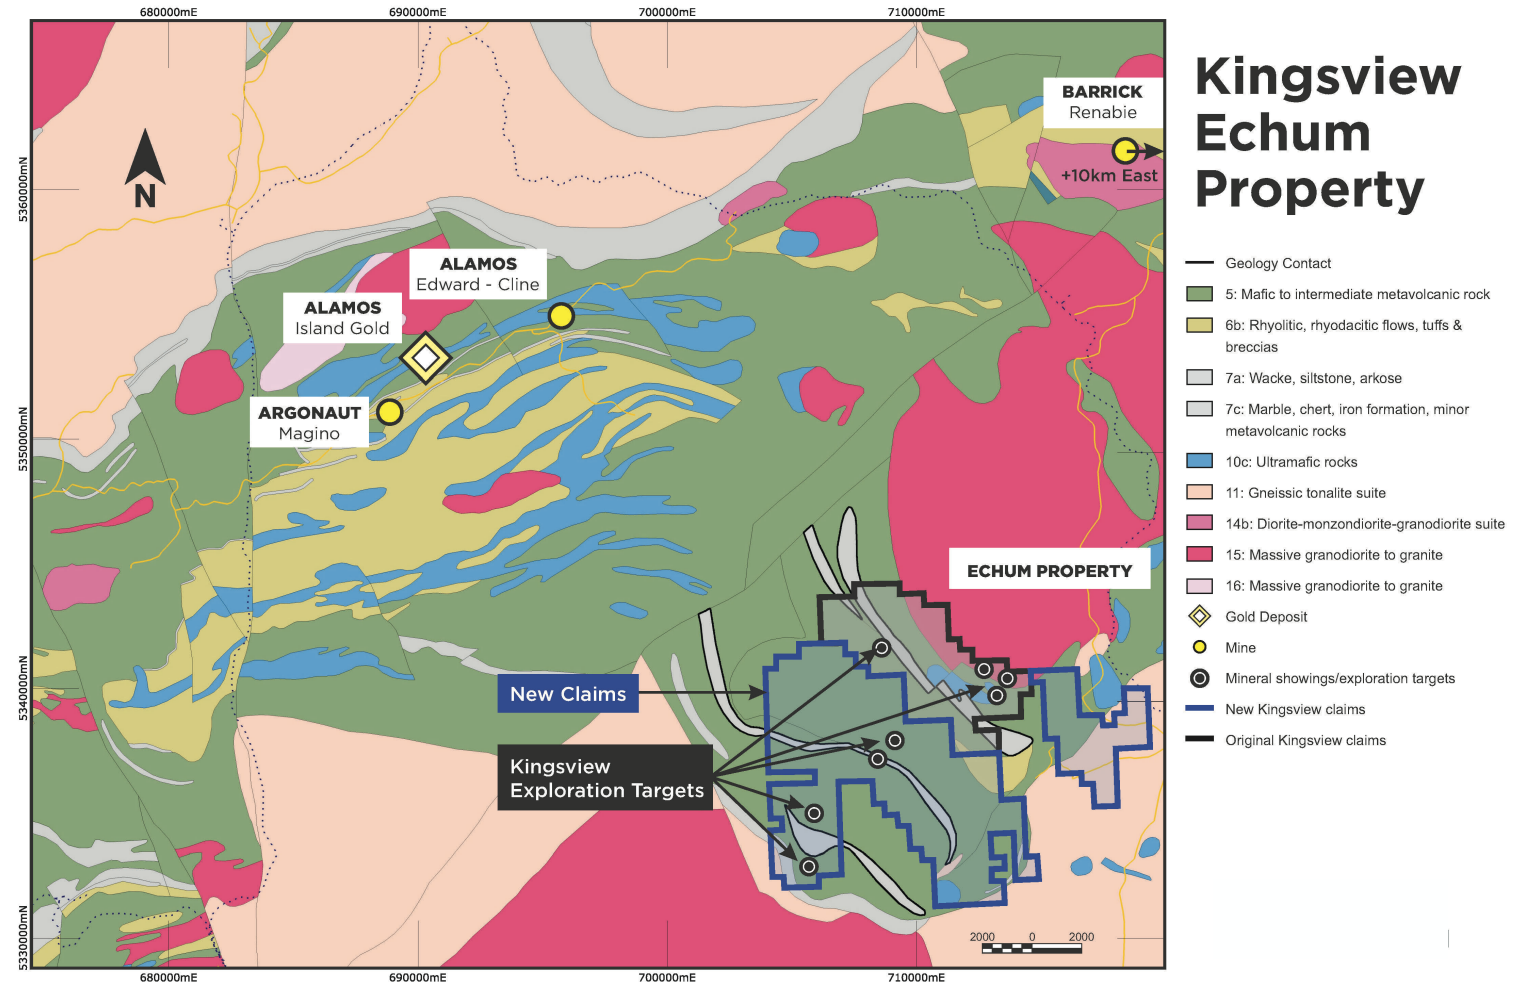 680000mE
690000mE
700000mE
710000mE
Kingsview
Echum
Property
BARRICK
Renabie
+10km East
5360000mN
N
ALAMOS
Edward - Cline
ALAMOS
Island Gold
ARGONAUT
Magino
5350000mN
ECHUM PROPERTY
5340000mN
New Claims
Kingsview
Exploration Targets
5330000mN
2000 0 2000
680000mE
690000mE
700000mE
710000mE
Geology Contact
5: Mafic to intermediate metavolcanic rock
6b: Rhyolitic, rhyodacitic flows, tuffs &
breccias
7a: Wacke, siltstone, arkose
7c: Marble, chert, iron formation, minor
metavolcanic rocks
10c: Ultramafic rocks
11: Gneissic tonalite suite
14b: Diorite-monzondiorite-granodiorite suite
15: Massive granodiorite to granite
16: Massive granodiorite to granite
Gold Deposit
Mine
Mineral showings/exploration targets
New Kingsview claims
Original Kingsview claims